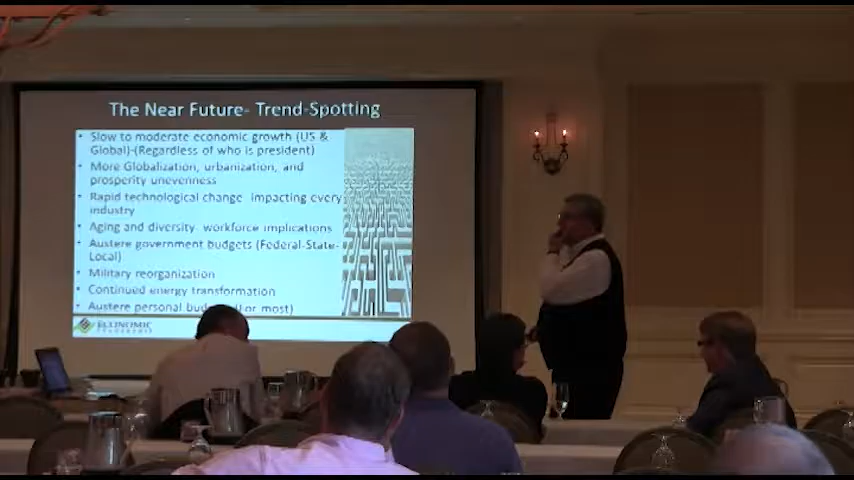 The Near Future- Trend-Spotting
• Slow to moderate economic growth (US &
Global)-(Regardless of who is president)
• More Globalization, urbanization, and
prosperity unevenness
• Rapid technological change impacting every
industry
• Aging and diversity workforce implications
• Austere government budgets (Federal-State-
Local)
• Military reorganization
• Continued energy transformation
• Austere personal most)
ECONOMIC
LEADERSHIP